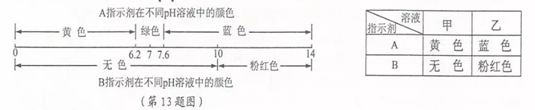 A指示剂在不同pH溶液中的颜色
黄 色 绿色 蓝 色
0 6.2 7 7.6 10 14
无 色 粉红色
B指示剂在不同pH溶液中的颜色
(第13题图)
溶液
指示剂 甲 乙
A 黄 色 蓝 色
B 无 色 粉红色